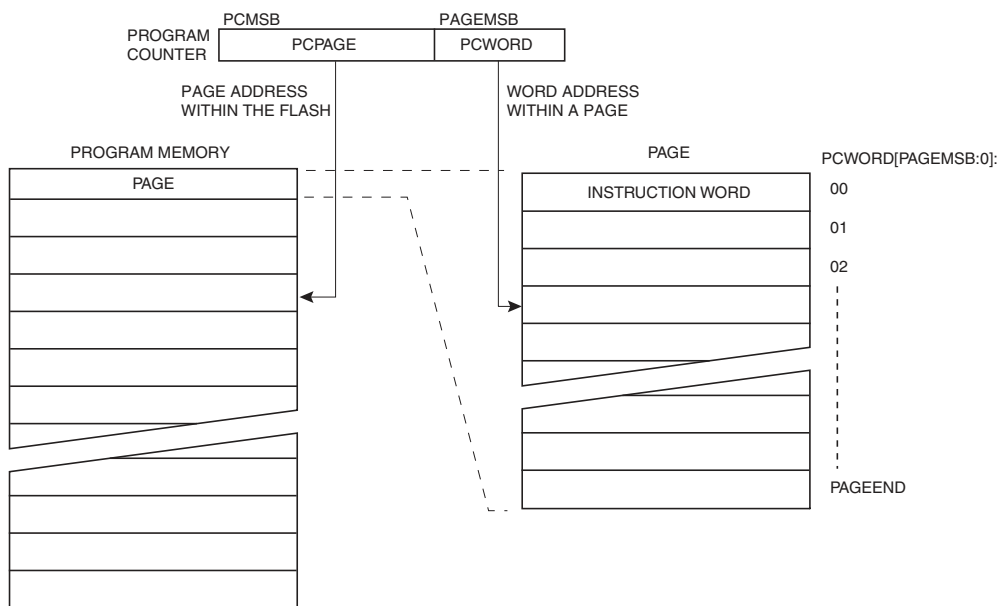 PCMSB
PAGEMSB
PROGRAM
COUNTER
PCPAGE
PCWORD
PAGE ADDRESS
WITHIN THE FLASH
WORD ADDRESS
WITHIN A PAGE
PROGRAM MEMORY
PAGE
PCWORD[PAGEMSB:0]:
PAGE
INSTRUCTION WORD
00
01
02
PAGEEND